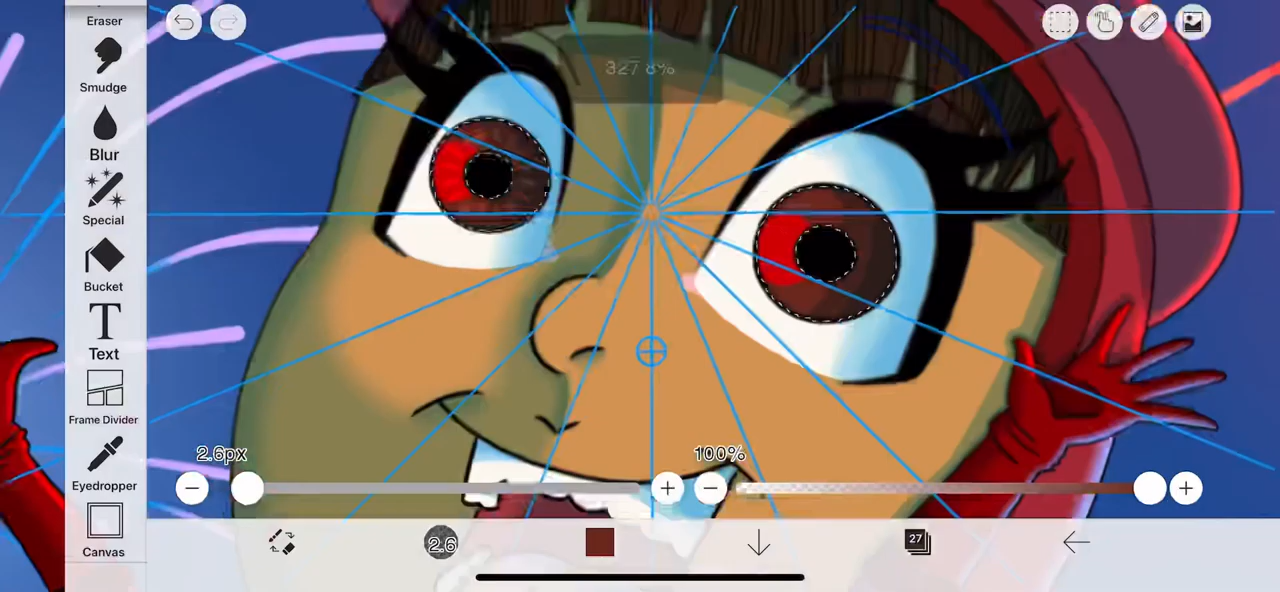 Eraser
Smudge
Blur
Special
Bucket
T
Text
Frame Divider
Eyedropper
Canvas
2.6px
100%
2.6
27